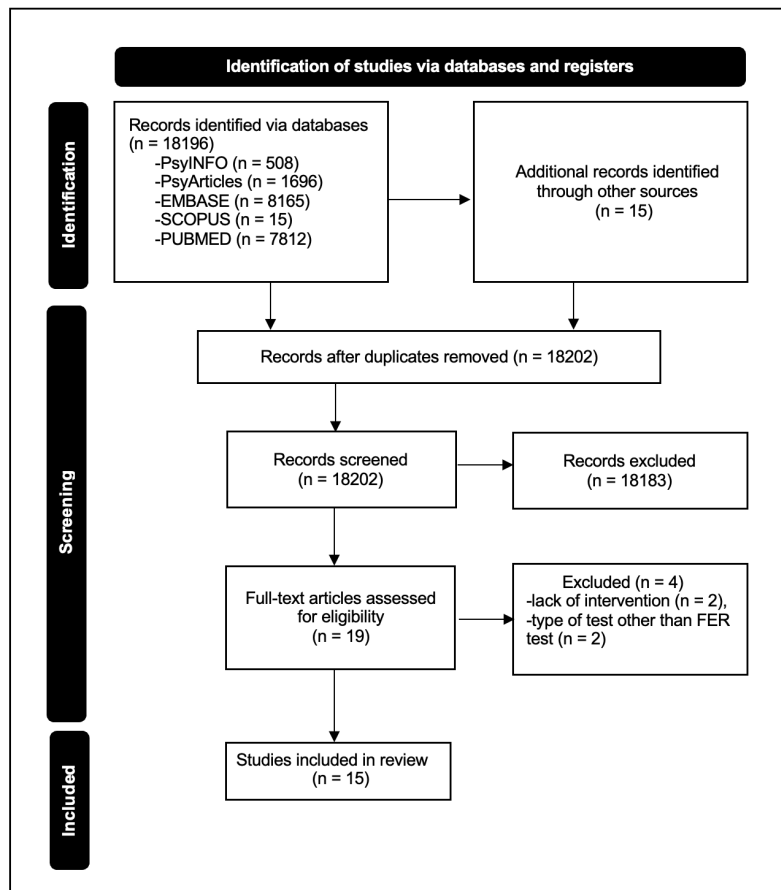 Identification of studies via databases and registers
Identification
Records identified via databases
(n = 18196)
-PsyINFO (n = 508)
-PsyArticles (n = 1696)
-EMBASE (n = 8165)
-SCOPUS (n = 15)
-PUBMED (n = 7812)
Additional records identified
through other sources
(n = 15)
Screening
Records after duplicates removed (n = 18202)
Records screened
(n = 18202)
Records excluded
(n = 18183)
Full-text articles assessed
for eligibility
(n = 19)
Excluded (n = 4)
-lack of intervention (n = 2),
-type of test other than FER
test (n = 2)
Included
Studies included in review
(n = 15)